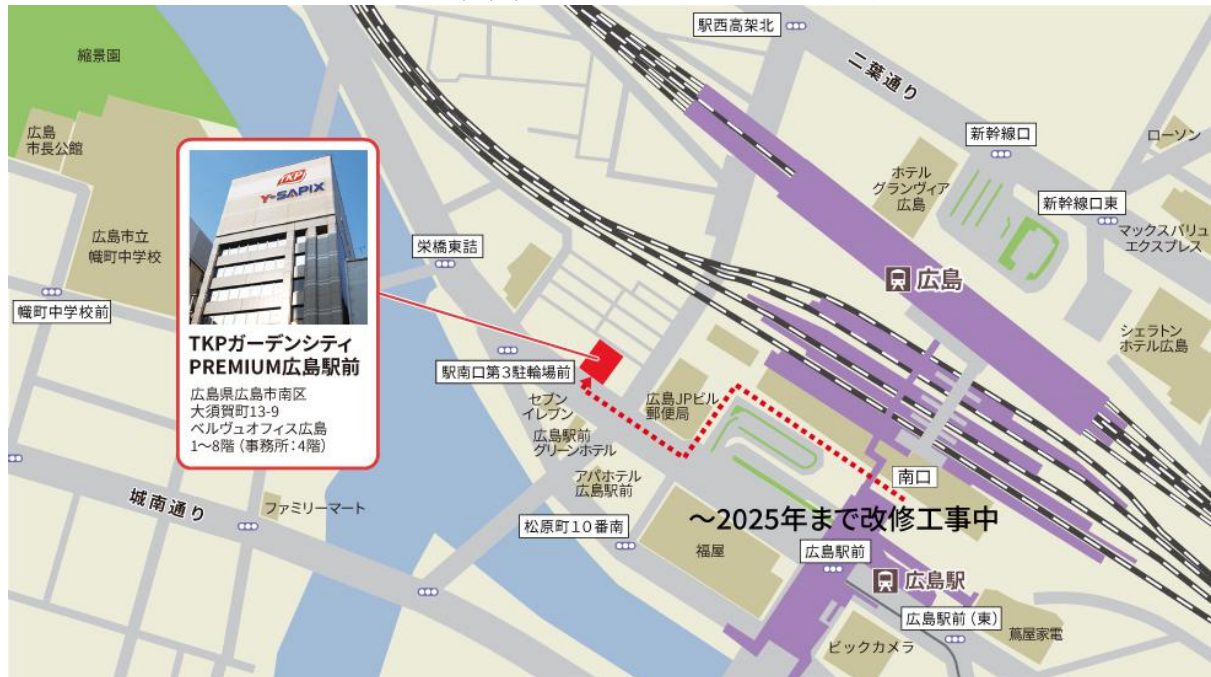 駅西高架北
二葉通り
縮景園
新幹線口
ローソン
広島
市長公館
ホテル
グランヴィア
広島
TKP
Y-SAPIX
新幹線口東
マックスバリュ
エクスプレス
広島市立
幟町中学校
栄橋東詰
広島
幟町中学校前
シェラトン
ホテル広島
TKPガーデンシティ
PREMIUM広島駅前
広島県広島市南区
大須賀町13-9
ベルヴュオフィス広島
1〜8階（事務所：4階）
駅南口第3駐輪場前
セブン
イレブン
広島JPビル
郵便局
広島駅前
グリーンホテル
アパホテル
広島駅前
南口
城南通り
ファミリーマート
松原町10番南
〜2025年まで改修工事中
福屋
広島駅前
広島駅
広島駅前（東）
ビックカメラ
蔦屋家電